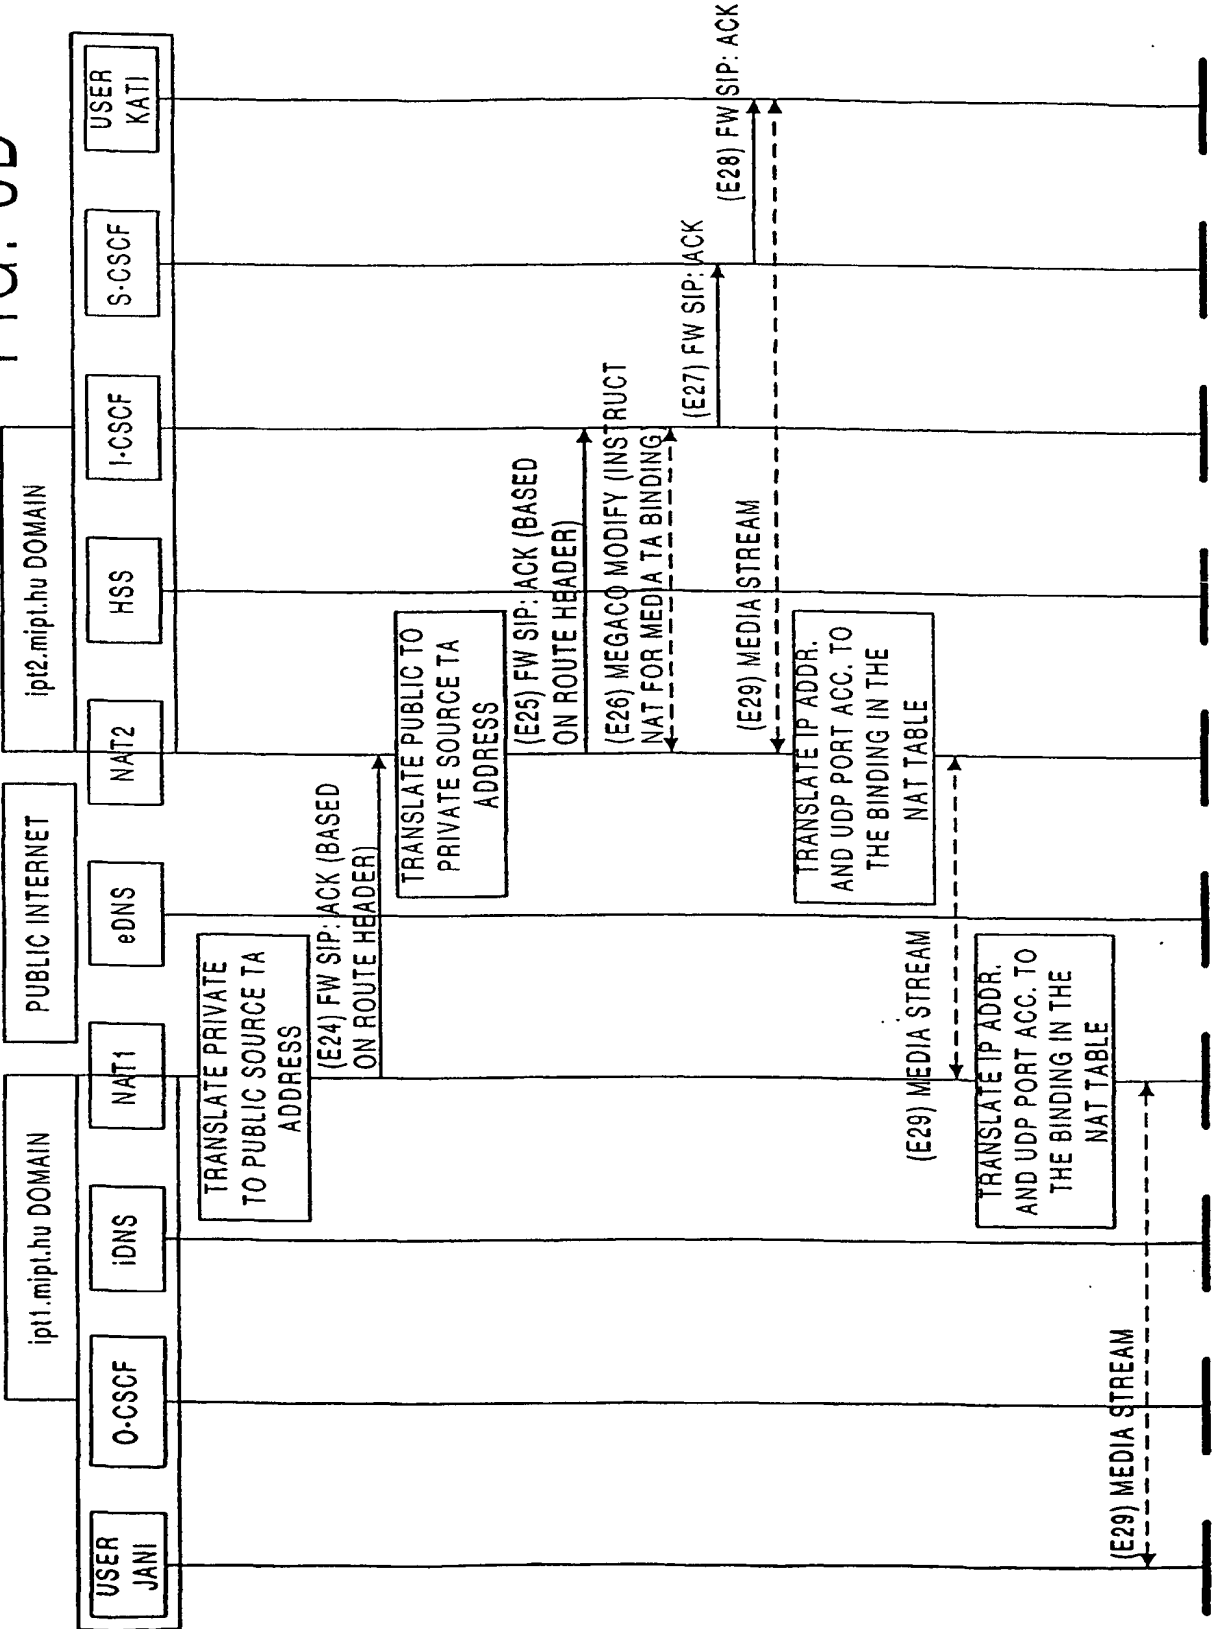 ipt1.mipt.hu DOMAIN
PUBLIC INTERNET
ipt2.mipt.hu DOMAIN
USER
JANI
O-CSCF
iDNS
NAT1
eDNS
NAT2
HSS
I-CSCF
S-CSCF
USER
KATI
TRANSLATE PRIVATE
TO PUBLIC SOURCE TA
ADDRESS
(E24) FW SIP: ACK (BASED
ON ROUTE HEADER)
TRANSLATE PUBLIC TO
PRIVATE SOURCE TA
ADDRESS
(E25) FW SIP: ACK (BASED
ON ROUTE HEADER)
(E26) MEGACO MODIFY (INSTRUCT
NAT FOR MEDIA TA BINDING)
(E27) FW SIP: ACK
(E28) FW SIP: ACK
(E29) MEDIA STREAM
TRANSLATE IP ADDR.
AND UDP PORT ACC. TO
THE BINDING IN THE
NAT TABLE
(E29) MEDIA STREAM
TRANSLATE IP ADDR.
AND UDP PORT ACC. TO
THE BINDING IN THE
NAT TABLE
(E29) MEDIA STREAM